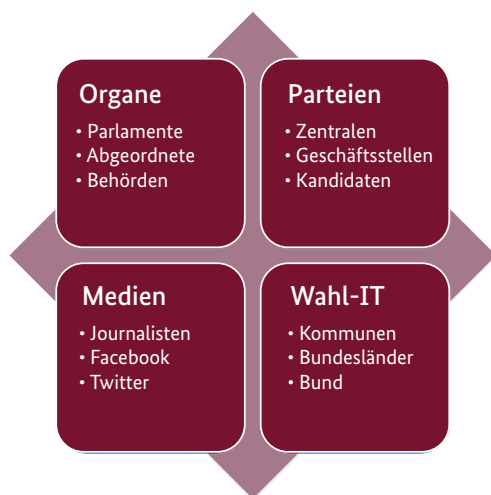 Organe
• Parlamente
• Abgeordnete
• Behörden
Parteien
• Zentralen
• Geschäftsstellen
• Kandidaten
Medien
• Journalisten
• Facebook
• Twitter
Wahl-IT
• Kommunen
• Bundesländer
• Bund